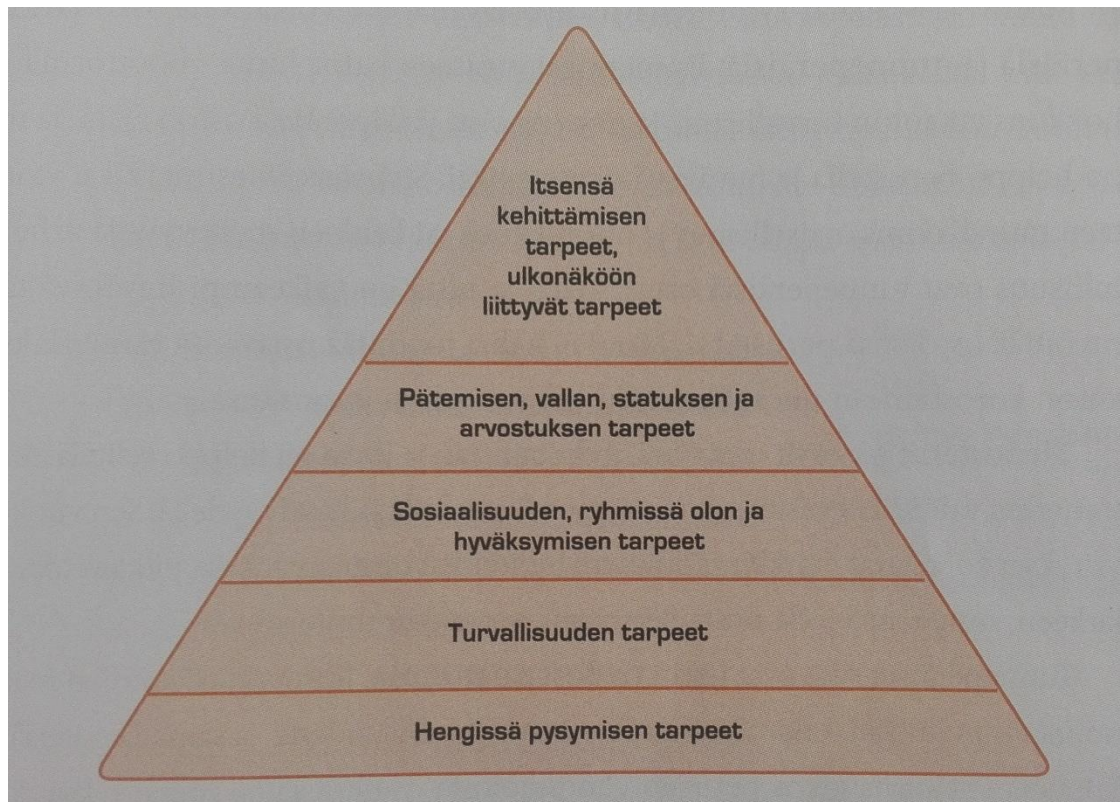 Itsensä
kehittämisen
tarpeet,
ulkonäköön
liittyvät tarpeet
Pätemisen, vallan, statuksen ja
arvostuksen tarpeet
Sosiaalisuuden, ryhmissä olon ja
hyväksymisen tarpeet
Turvallisuuden tarpeet
Hengissä pysymisen tarpeet